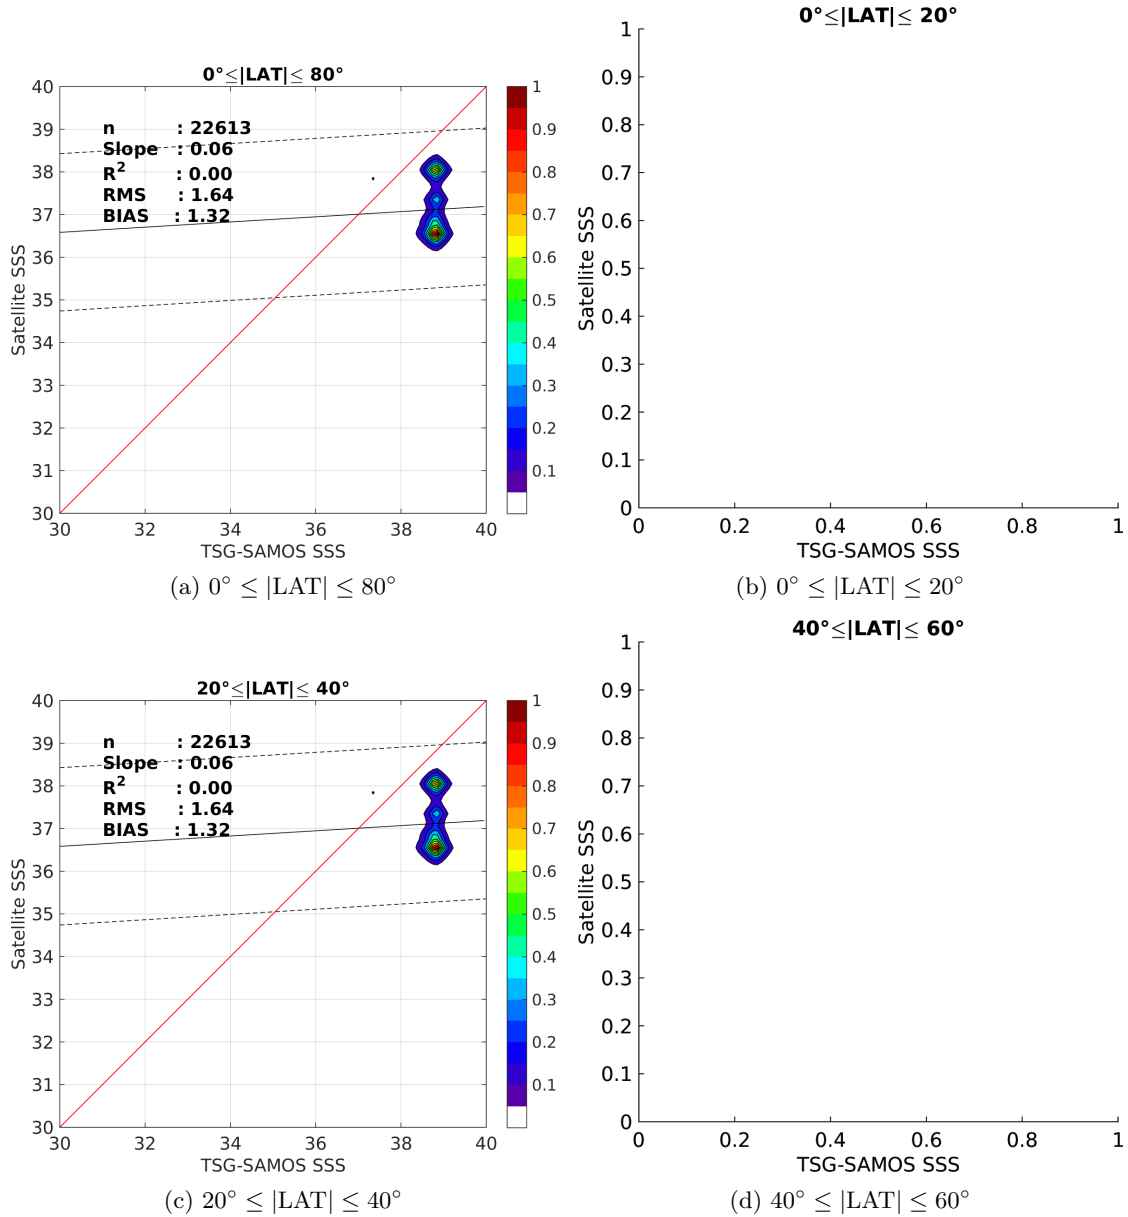 0°≤|LAT|≤ 80°
n : 22613
Slope : 0.06
R² : 0.00
RMS : 1.64
BIAS : 1.32
40
39
38
37
36
35
34
33
32
31
30
30 32 34 36 38 40
1
0.9
0.8
0.7
0.6
0.5
0.4
0.3
0.2
0.1
Satellite SSS
TSG-SAMOS SSS
(a) 0° ≤ |LAT| ≤ 80°
0°≤|LAT|≤ 20°
1
0.9
0.8
0.7
0.6
0.5
0.4
0.3
0.2
0.1
0
0 0.2 0.4 0.6 0.8 1
Satellite SSS
TSG-SAMOS SSS
(b) 0° ≤ |LAT| ≤ 20°
20°≤|LAT|≤ 40°
n : 22613
Slope : 0.06
R² : 0.00
RMS : 1.64
BIAS : 1.32
40
39
38
37
36
35
34
33
32
31
30
30 32 34 36 38 40
1
0.9
0.8
0.7
0.6
0.5
0.4
0.3
0.2
0.1
Satellite SSS
TSG-SAMOS SSS
(c) 20° ≤ |LAT| ≤ 40°
40°≤|LAT|≤ 60°
1
0.9
0.8
0.7
0.6
0.5
0.4
0.3
0.2
0.1
0
0 0.2 0.4 0.6 0.8 1
Satellite SSS
TSG-SAMOS SSS
(d) 40° ≤ |LAT| ≤ 60°